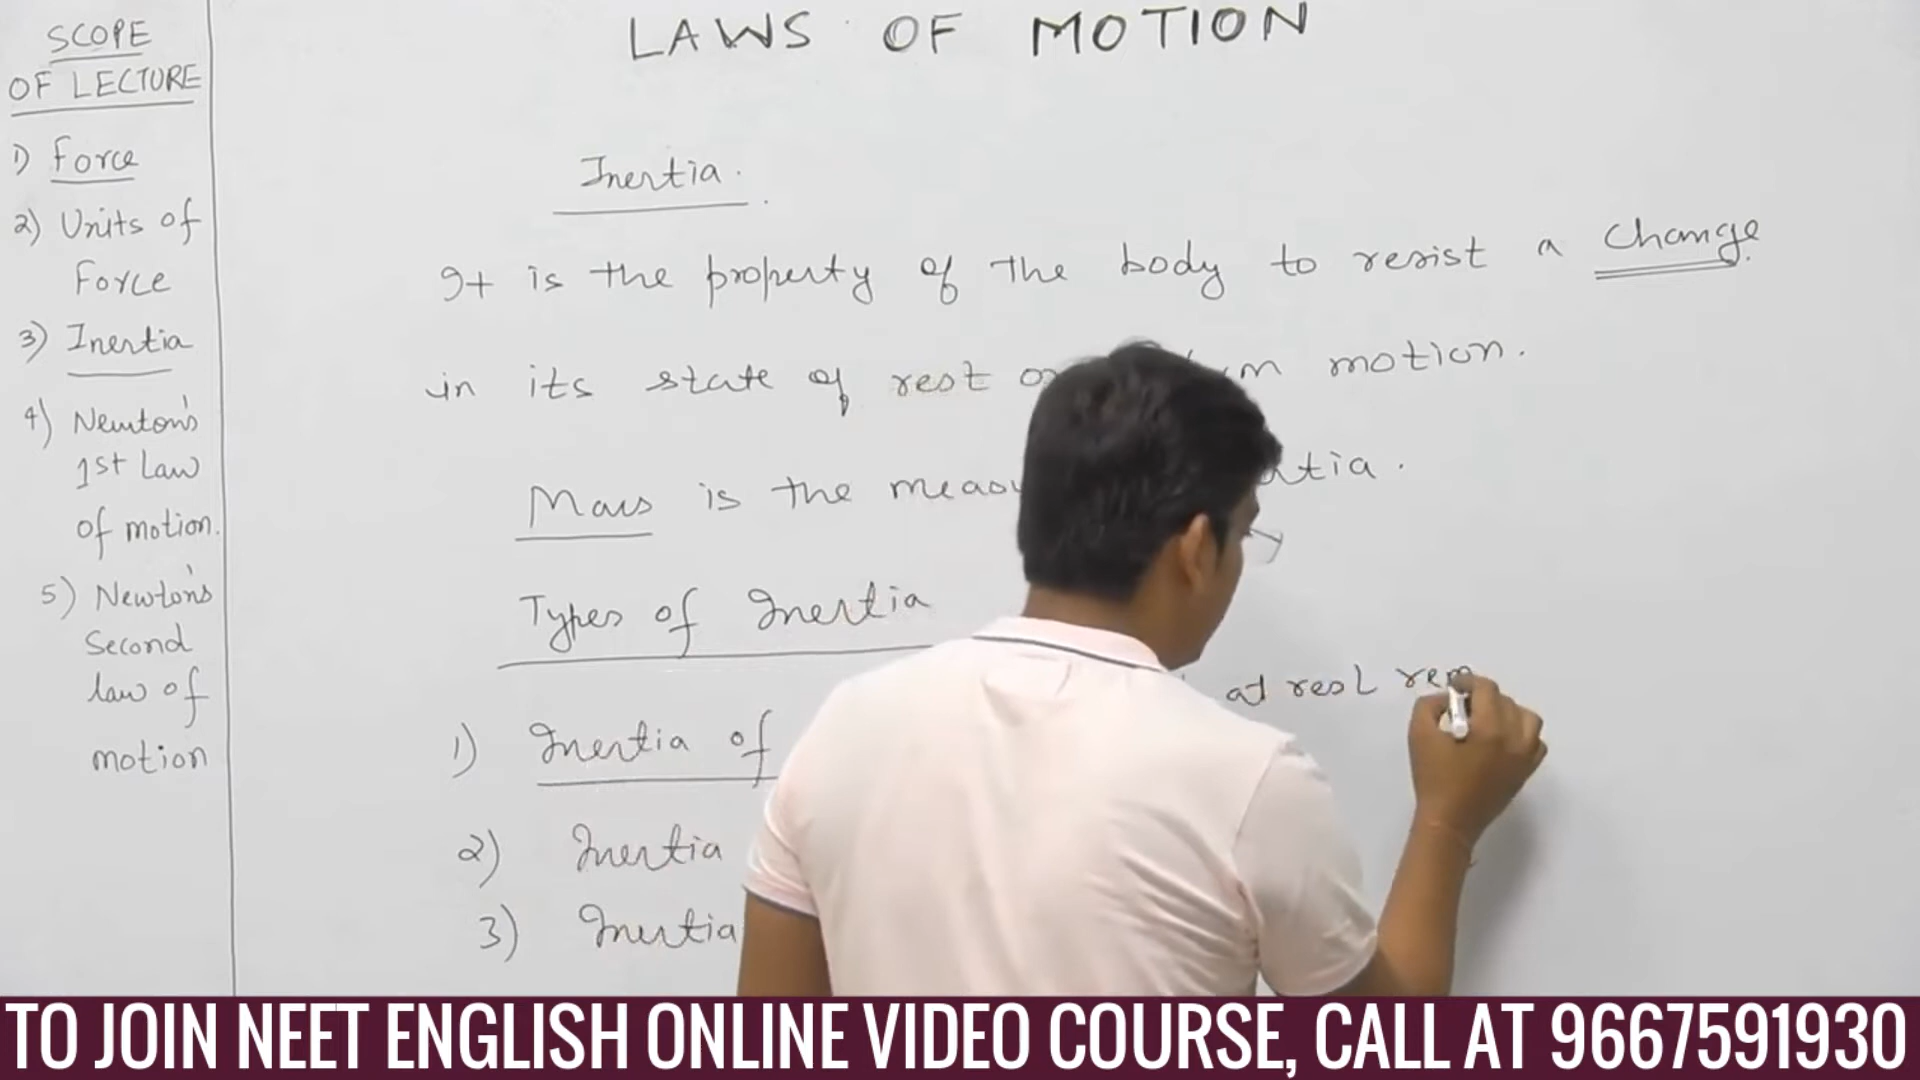 SCOPE
OF LECTURE
1) Force
2) Units of
Force
3) Inertia
4) Newton's
1st Law
of motion.
5) Newton's
Second
law of
motion
LAWS OF MOTION
Inertia.
It is the property of the body to resist a change.
in its state of rest motion.
Mass is the
Types of Inertia
1) Inertia of
at rest
2) Inertia
3) Inertia
TO JOIN NEET ENGLISH ONLINE VIDEO COURSE, CALL AT 9667591930